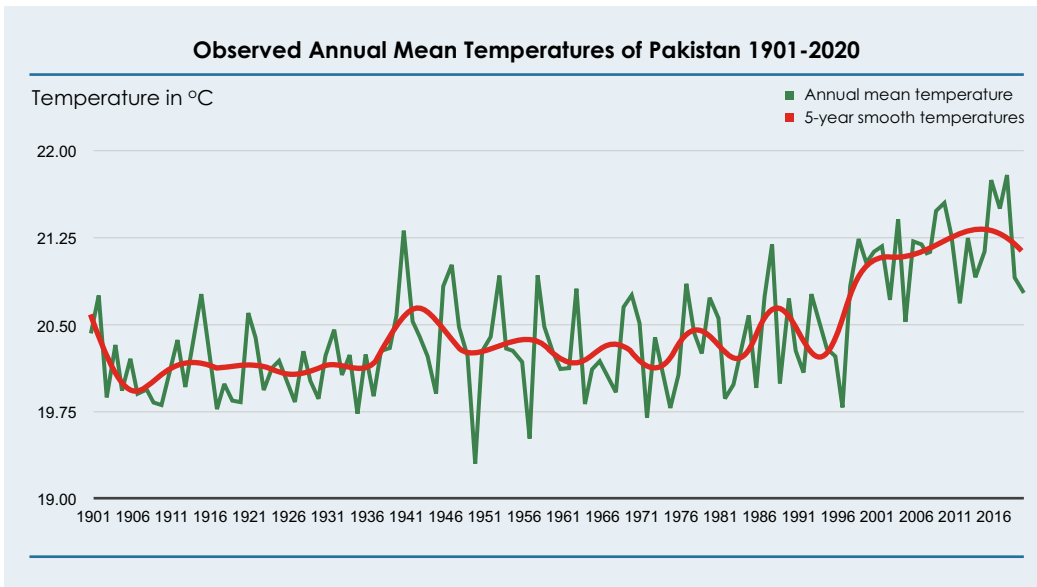 Observed Annual Mean Temperatures of Pakistan 1901-2020
Temperature in °C
Annual mean temperature
5-year smooth temperatures
22.00
21.25
20.50
19.75
19.00
1901 1906 1911 1916 1921 1926 1931 1936 1941 1946 1951 1956 1961 1966 1971 1976 1981 1986 1991 1996 2001 2006 2011 2016